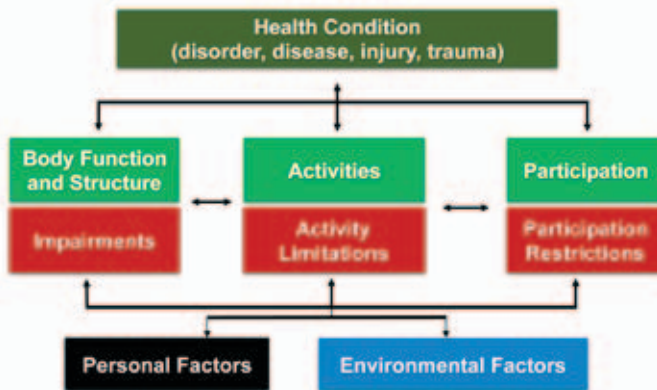 Health Condition
(disorder, disease, injury, trauma)
Body Function
and Structure
Activities
Participation
Impairments
Activity
Limitations
Participation
Restrictions
Personal Factors
Environmental Factors